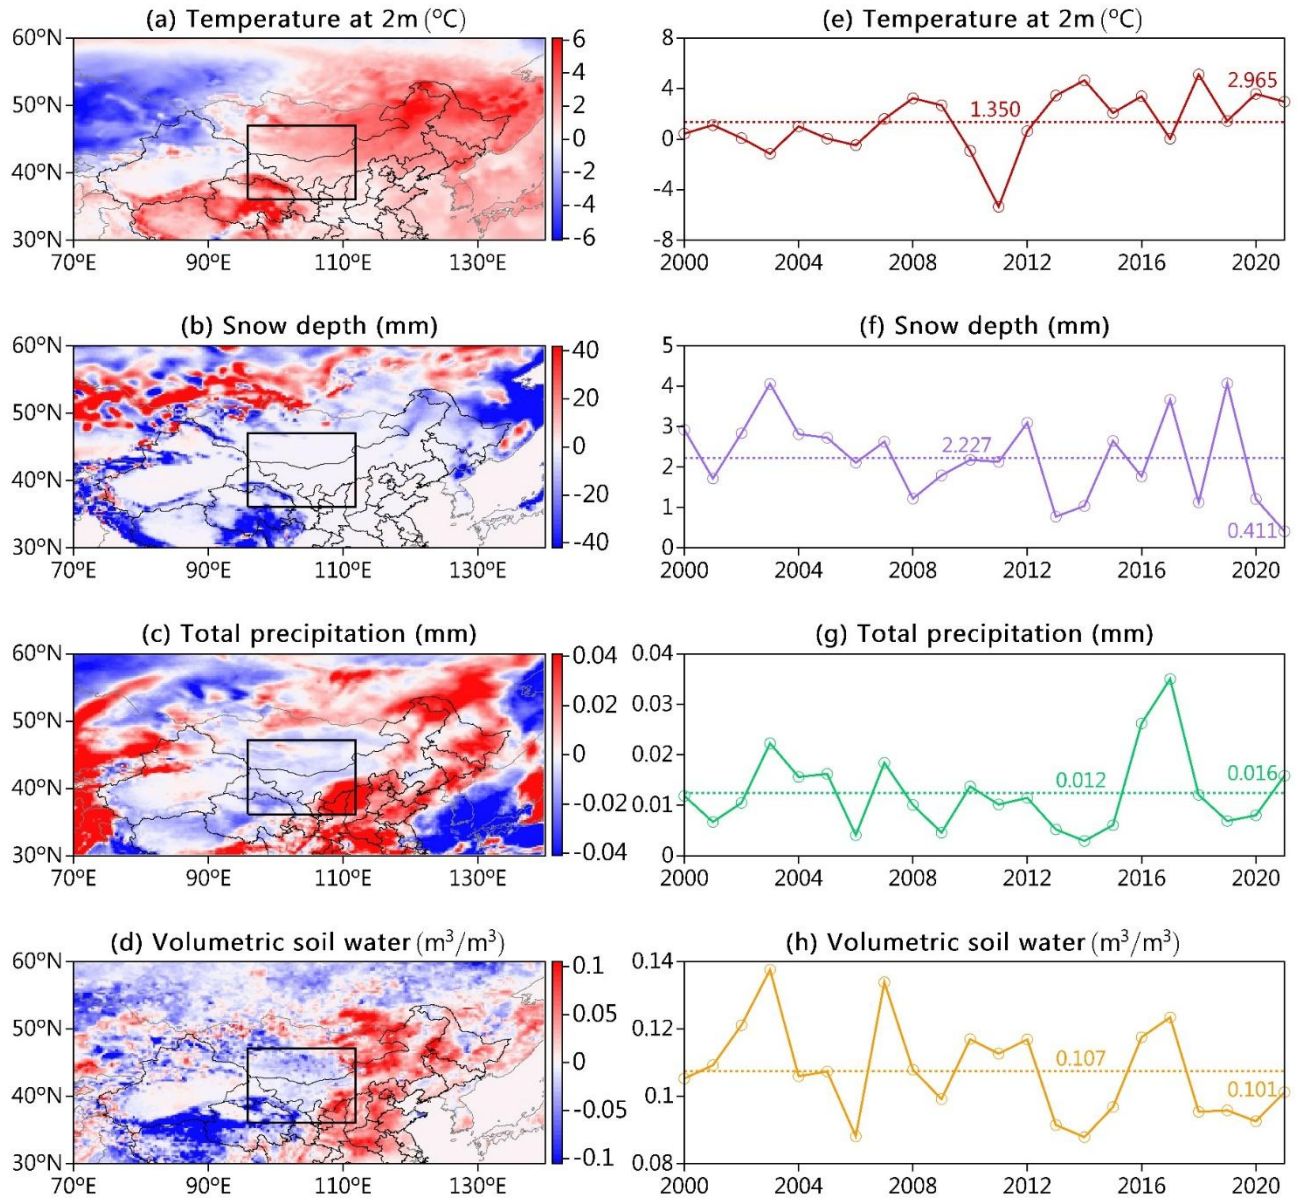 (a) Temperature at 2m (°C)
60°N
50°N
40°N
30°N
70°E 90°E 110°E 130°E
6
4
2
0
-2
-4
-6
(e) Temperature at 2m (°C)
8
4
0
-4
-8
1.350
2.965
2000 2004 2008 2012 2016 2020
(b) Snow depth (mm)
60°N
50°N
40°N
30°N
70°E 90°E 110°E 130°E
40
20
0
-20
-40
(f) Snow depth (mm)
5
4
3
2
1
0
2.227
0.411
2000 2004 2008 2012 2016 2020
(c) Total precipitation (mm)
60°N
50°N
40°N
30°N
70°E 90°E 110°E 130°E
0.04
0.02
0
-0.02
-0.04
(g) Total precipitation (mm)
0.04
0.03
0.02
0.01
0
0.012
0.016
2000 2004 2008 2012 2016 2020
(d) Volumetric soil water (m³/m³)
60°N
50°N
40°N
30°N
70°E 90°E 110°E 130°E
0.1
0.05
0
-0.05
-0.1
(h) Volumetric soil water (m³/m³)
0.14
0.12
0.1
0.08
0.107
0.101
2000 2004 2008 2012 2016 2020